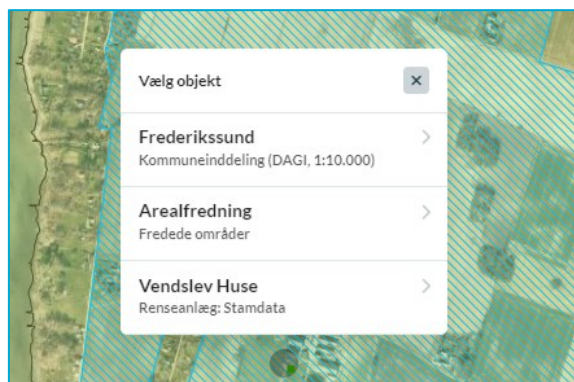 Vælg objekt
Frederikssund
Kommuneinddeling (DAGI, 1:10.000)
Arealfredning
Fredede områder
Vendslev Huse
Renseanlæg: Stamdata